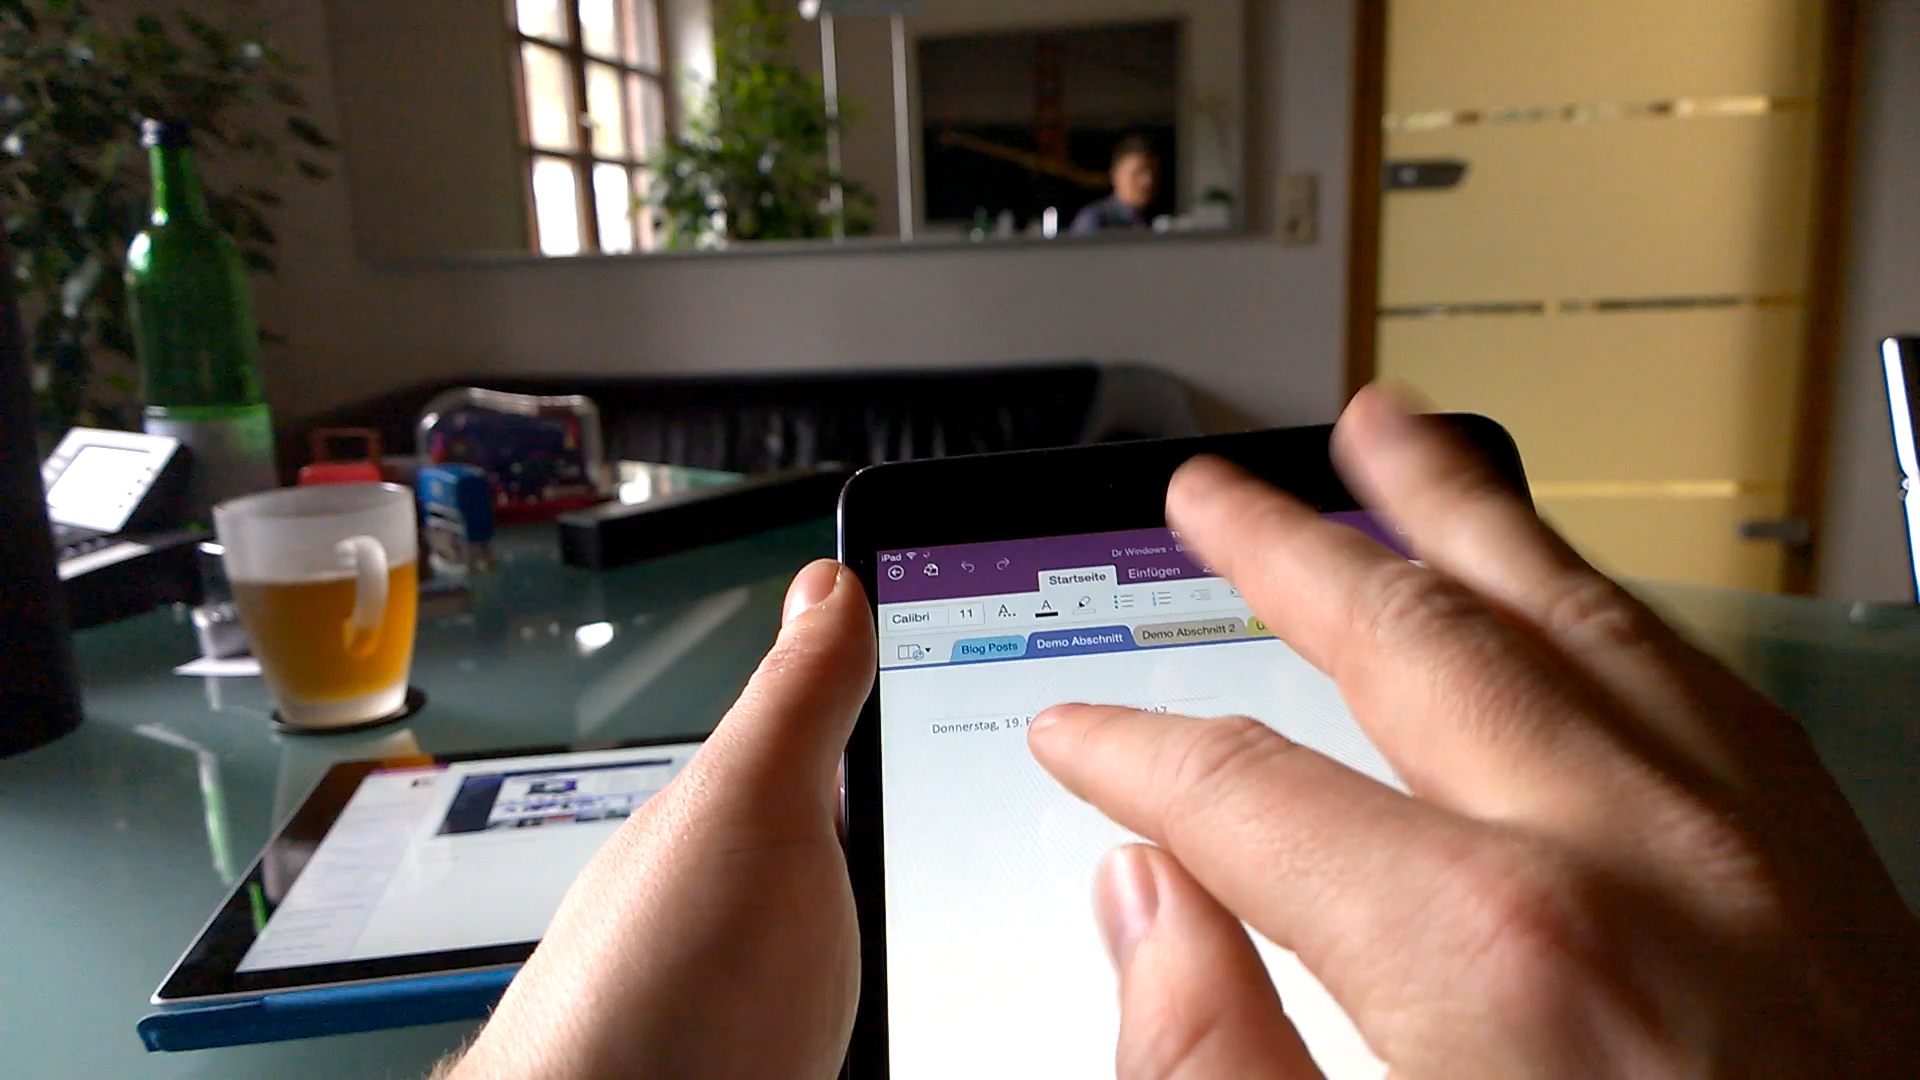 iPad
Dr Windows -
Startseite Einfügen
Calibri 11 A..
A
Blog Posts Demo Abschnitt Demo Abschnitt 2
Donnerstag, 19.